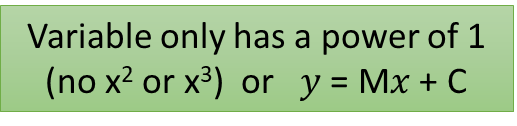 Variable only has a power of 1
(no x² or x³) or y = Mx + C